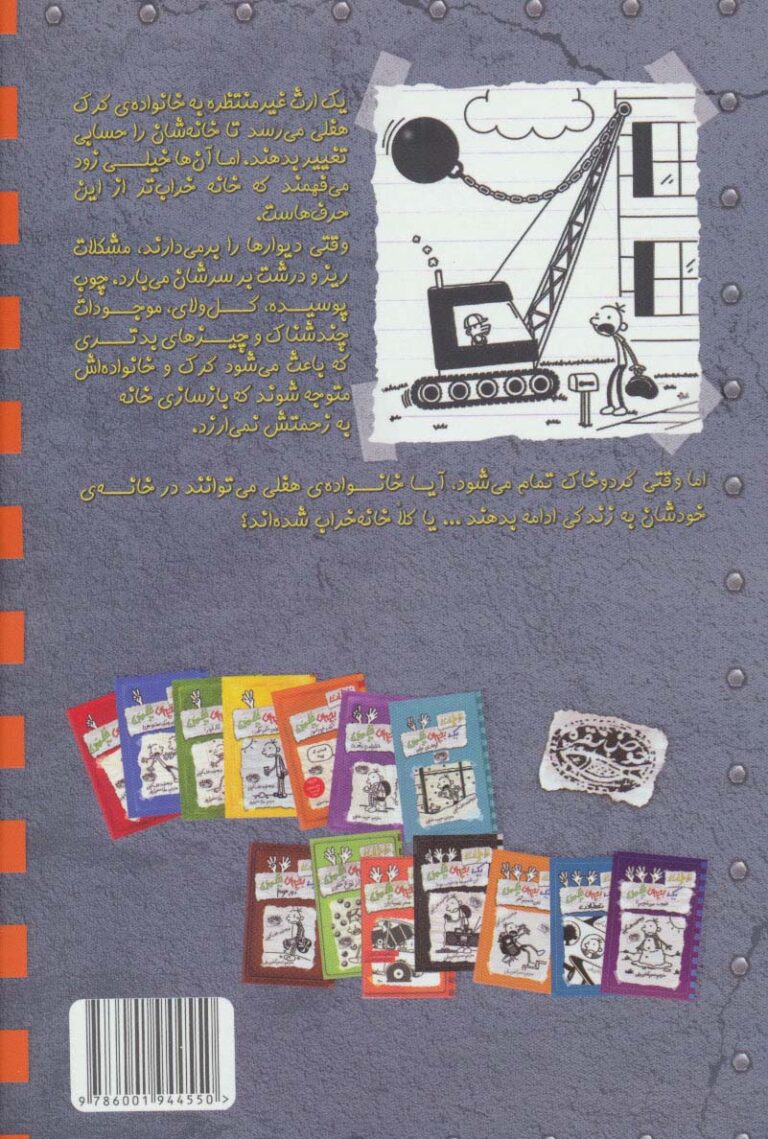 یک ارث غیرمنتظره به خانواده‌ی گرگ
هفلی می‌رسد تا خانه‌شان را حسابی
تغییر بدهند. اما آن‌ها خیلی زود
می‌فهمند که خانه خراب‌تر از این
حرف‌هاست.
وقتی دیوارها را برمی‌دارند، مشکلات
ریز و درشت بر سرشان می‌بارد. چوب
پوسیده، گل‌ولای، موجودات
چندشناک و چیزهای بدتری
که باعث می‌شود گرگ و خانواده‌اش
متوجه شوند که بازسازی خانه
به زحمتش نمی‌ارزد.
اما وقتی گردوخاک تمام می‌شود، آیا خانواده‌ی هفلی می‌توانند در خانه‌ی
خودشان به زندگی ادامه بدهند ... یا کلاً خانه‌خراب شده‌اند؟
9 786001 944550 >